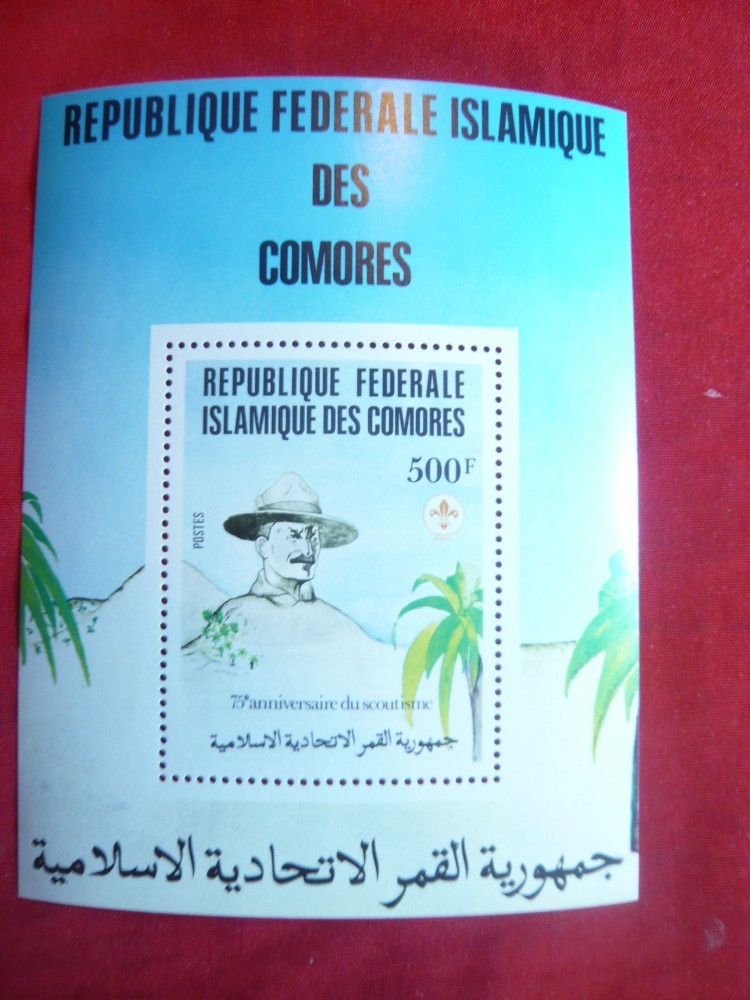 REPUBLIQUE FEDERALE ISLAMIQUE
DES
COMORES
REPUBLIQUE FEDERALE
ISLAMIQUE DES COMORES
500F
POSTES
75e anniversaire du scoutisme
جمهورية القمر الاتحادية الاسلامية
جمهورية القمر الاتحادية الاسلامية